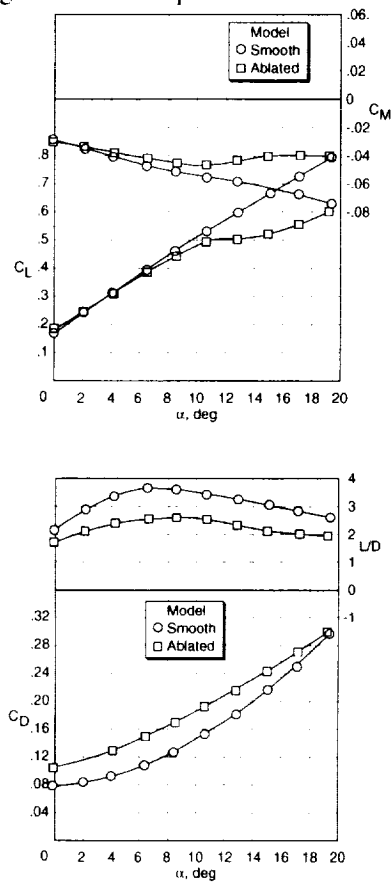 .06
.04
.02
0
C_M
-.02
-.04
-.06
-.08
Model
Smooth
Ablated
.8
.7
.6
.5
C_L
.4
.3
.2
.1
0 2 4 6 8 10 12 14 16 18 20
α, deg
4
3
2
L/D
1
0
-1
Model
Smooth
Ablated
0.32
.28
.24
.20
C_D
.16
0.12
.08
.04
0 2 4 6 8 10 12 14 16 18 20
α, deg